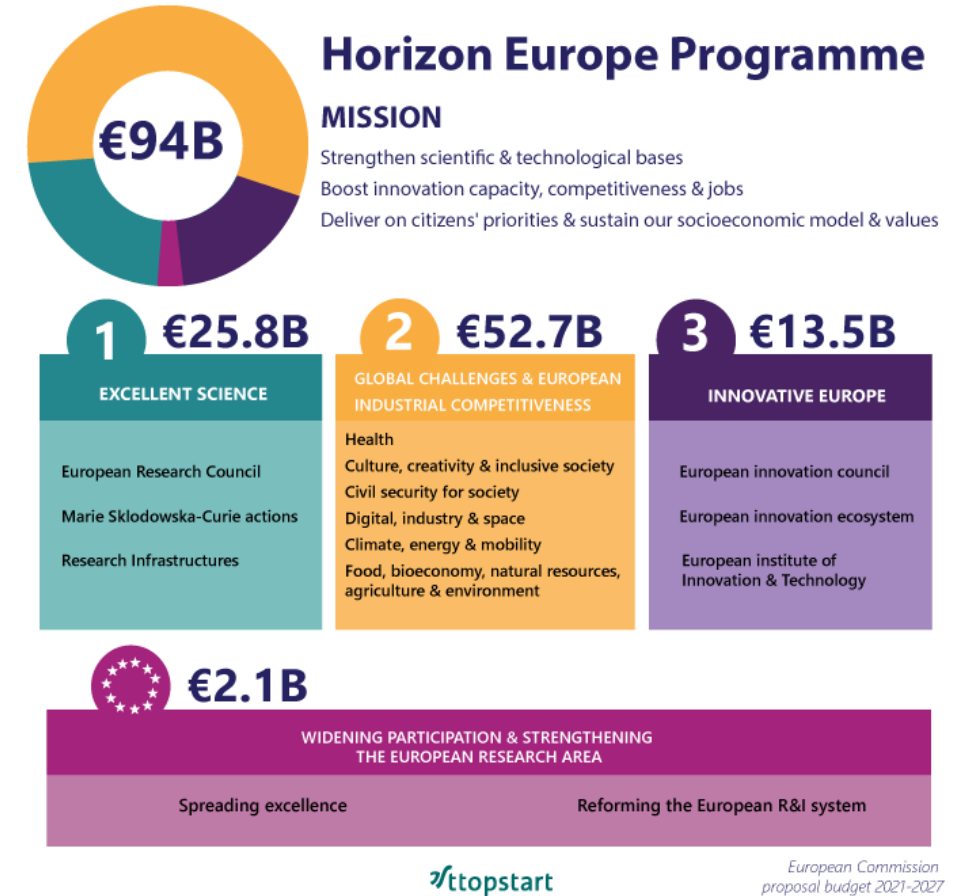 €94B
Horizon Europe Programme
MISSION
Strengthen scientific & technological bases
Boost innovation capacity, competitiveness & jobs
Deliver on citizens' priorities & sustain our socioeconomic model & values
1
€25.8B
EXCELLENT SCIENCE
European Research Council
Marie Sklodowska-Curie actions
Research Infrastructures
2
€52.7B
GLOBAL CHALLENGES & EUROPEAN
INDUSTRIAL COMPETITIVENESS
Health
Culture, creativity & inclusive society
Civil security for society
Digital, industry & space
Climate, energy & mobility
Food, bioeconomy, natural resources,
agriculture & environment
3
€13.5B
INNOVATIVE EUROPE
European innovation council
European innovation ecosystem
European institute of
Innovation & Technology
€2.1B
WIDENING PARTICIPATION & STRENGTHENING
THE EUROPEAN RESEARCH AREA
Spreading excellence
Reforming the European R&I system
ttopstart
European Commission
proposal budget 2021-2027